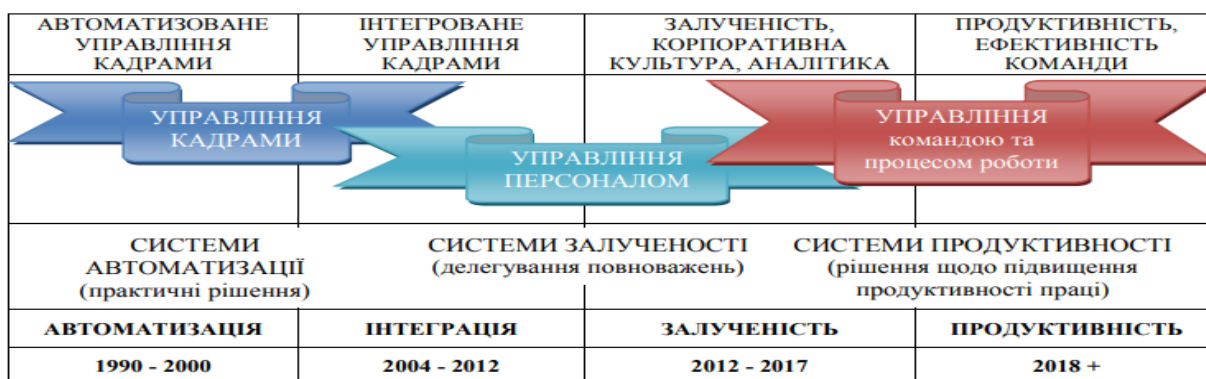 АВТОМАТИЗОВАНЕ
УПРАВЛІННЯ
КАДРАМИ
ІНТЕГРОВАНЕ
УПРАВЛІННЯ
КАДРАМИ
ЗАЛУЧЕНІСТЬ,
КОРПОРАТИВНА
КУЛЬТУРА, АНАЛІТИКА
ПРОДУКТИВНІСТЬ,
ЕФЕКТИВНІСТЬ
КОМАНДИ
УПРАВЛІННЯ
КАДРАМИ
УПРАВЛІННЯ
ПЕРСОНАЛОМ
УПРАВЛІННЯ
командою та
процесом роботи
СИСТЕМИ
АВТОМАТИЗАЦІЇ
(практичні рішення)
СИСТЕМИ ЗАЛУЧЕНОСТІ
(делегування повноважень)
СИСТЕМИ ПРОДУКТИВНОСТІ
(рішення щодо підвищення
продуктивності праці)
АВТОМАТИЗАЦІЯ
ІНТЕГРАЦІЯ
ЗАЛУЧЕНІСТЬ
ПРОДУКТИВНІСТЬ
1990 - 2000
2004 - 2012
2012 - 2017
2018 +